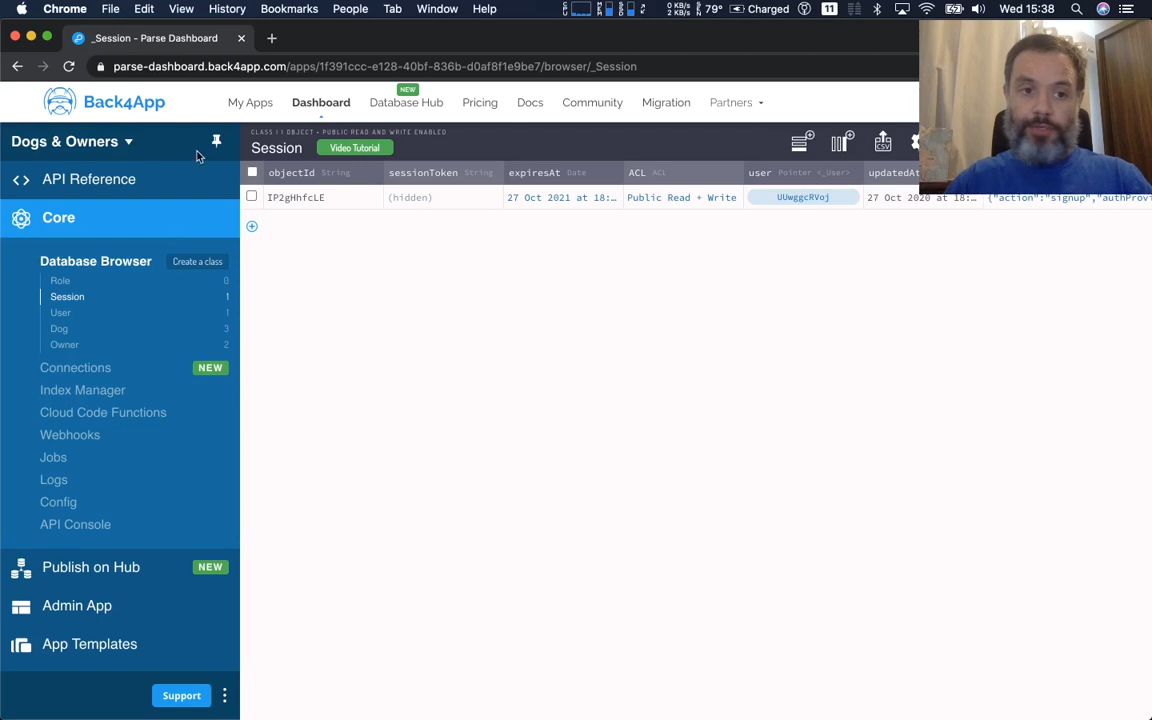 Chrome File Edit View History Bookmarks People Tab Window Help 0 KB/s 2 KB/s 79° Charged 11 Wed 15:38
_Session - Parse Dashboard
parse-dashboard.back4app.com/apps/1f391ccc-e128-40bf-836b-d0af8f1e9be7/browser/_Session
NEW
Back4App My Apps Dashboard Database Hub Pricing Docs Community Migration Partners
Dogs & Owners
CLASS | 1 OBJECT • PUBLIC READ AND WRITE ENABLED
Session Video Tutorial
CSV
API Reference
objectId String sessionToken String expiresAt Date ACL ACL user Pointer <_User> updatedAt
IP2gHhfcLE (hidden) 27 Oct 2021 at 18:… Public Read + Write UUwggcRVoj 27 Oct 2020 at 18:… {"action":"signup","authProvi
Core
Database Browser Create a class
Role 0
Session 1
User 1
Dog 3
Owner 2
Connections NEW
Index Manager
Cloud Code Functions
Webhooks
Jobs
Logs
Config
API Console
Publish on Hub NEW
Admin App
App Templates
Support